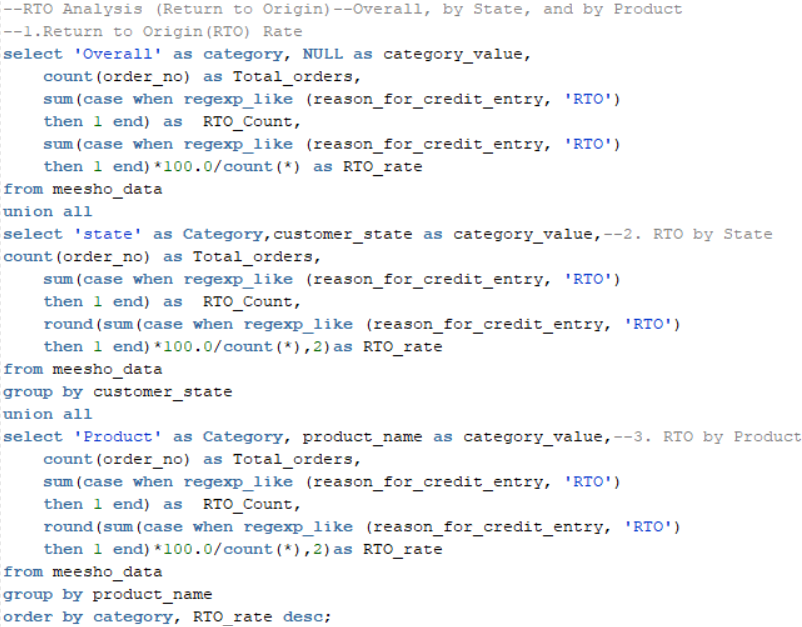 --RTO Analysis (Return to Origin)--Overall, by State, and by Product
--1.Return to Origin(RTO) Rate
select 'Overall' as category, NULL as category_value,
    count(order_no) as Total_orders,
    sum(case when regexp_like (reason_for_credit_entry, 'RTO')
    then 1 end) as  RTO_Count,
    sum(case when regexp_like (reason_for_credit_entry, 'RTO')
    then 1 end)*100.0/count(*) as RTO_rate
from meesho_data
union all
select 'state' as Category,customer_state as category_value,--2. RTO by State
count(order_no) as Total_orders,
    sum(case when regexp_like (reason_for_credit_entry, 'RTO')
    then 1 end) as  RTO_Count,
    round(sum(case when regexp_like (reason_for_credit_entry, 'RTO')
    then 1 end)*100.0/count(*),2)as RTO_rate
from meesho_data
group by customer_state
union all
select 'Product' as Category, product_name as category_value,--3. RTO by Product
    count(order_no) as Total_orders,
    sum(case when regexp_like (reason_for_credit_entry, 'RTO')
    then 1 end) as  RTO_Count,
    round(sum(case when regexp_like (reason_for_credit_entry, 'RTO')
    then 1 end)*100.0/count(*),2)as RTO_rate
from meesho_data
group by product_name
order by category, RTO_rate desc;